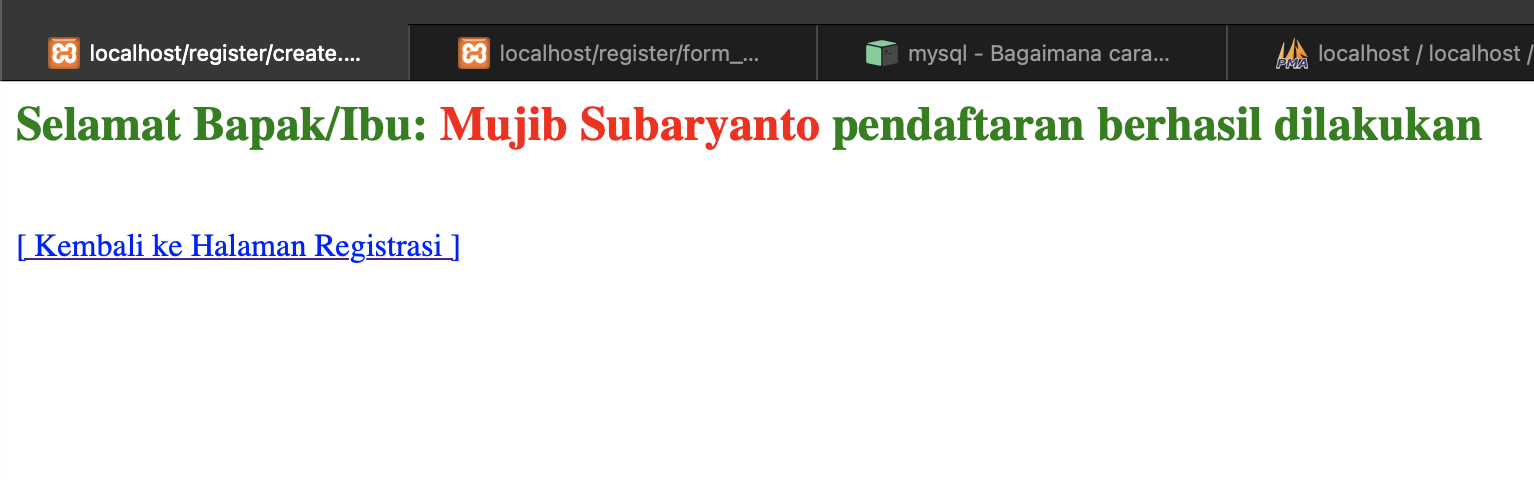 localhost/register/create.... localhost/register/form_... mysql - Bagaimana cara... localhost / localhost /
PMA
Selamat Bapak/Ibu: Mujib Subaryanto pendaftaran berhasil dilakukan
[ Kembali ke Halaman Registrasi ]